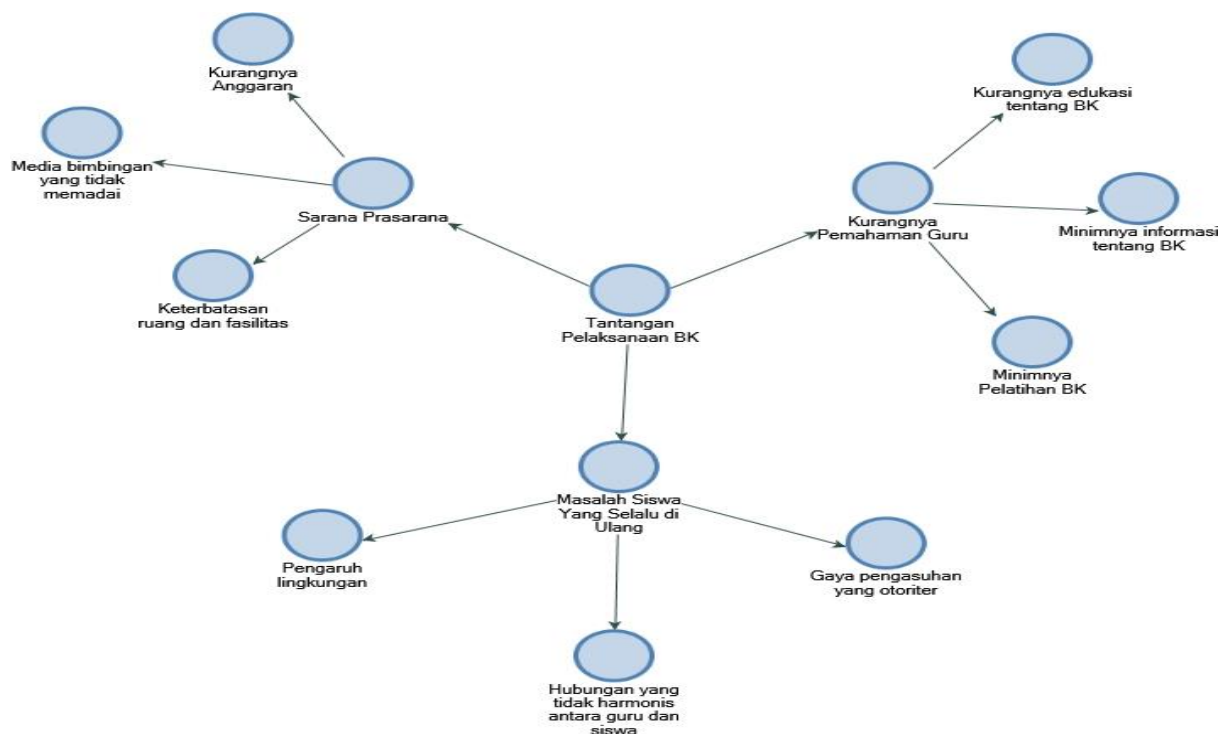 Kurangnya
Anggaran
Media bimbingan
yang tidak
memadai
Sarana Prasarana
Keterbatasan
ruang dan fasilitas
Kurangnya edukasi
tentang BK
Kurangnya
Pemahaman Guru
Minimnya informasi
tentang BK
Minimnya
Pelatihan BK
Tantangan
Pelaksanaan BK
Masalah Siswa
Yang Selalu di
Ulang
Pengaruh
lingkungan
Gaya pengasuhan
yang otoriter
Hubungan yang
tidak harmonis
antara guru dan
siswa